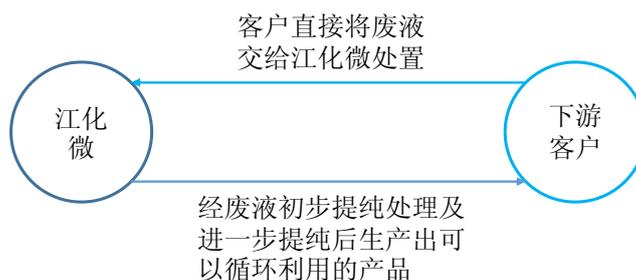 客户直接将废液
交给江化微处置
江化
微
下游
客户
经废液初步提纯处理及
进一步提纯后生产出可
以循环利用的产品